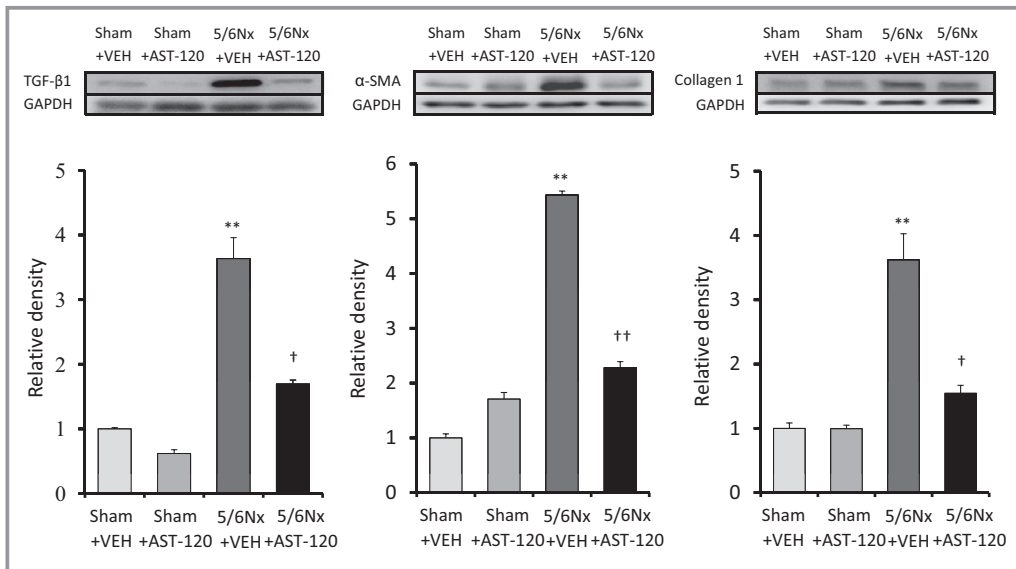 Sham Sham 5/6Nx 5/6Nx
+VEH +AST-120 +VEH +AST-120
TGF-β1
GAPDH
Relative density
5
4
3
2
1
0
**
†
Sham Sham 5/6Nx 5/6Nx
+VEH +AST-120 +VEH +AST-120
Sham Sham 5/6Nx 5/6Nx
+VEH +AST-120 +VEH +AST-120
α-SMA
GAPDH
Relative density
6
5
4
3
2
1
0
**
††
Sham Sham 5/6Nx 5/6Nx
+VEH +AST-120 +VEH +AST-120
Sham Sham 5/6Nx 5/6Nx
+VEH +AST-120 +VEH +AST-120
Collagen 1
GAPDH
Relative density
5
4
3
2
1
0
**
†
Sham Sham 5/6Nx 5/6Nx
+VEH +AST-120 +VEH +AST-120